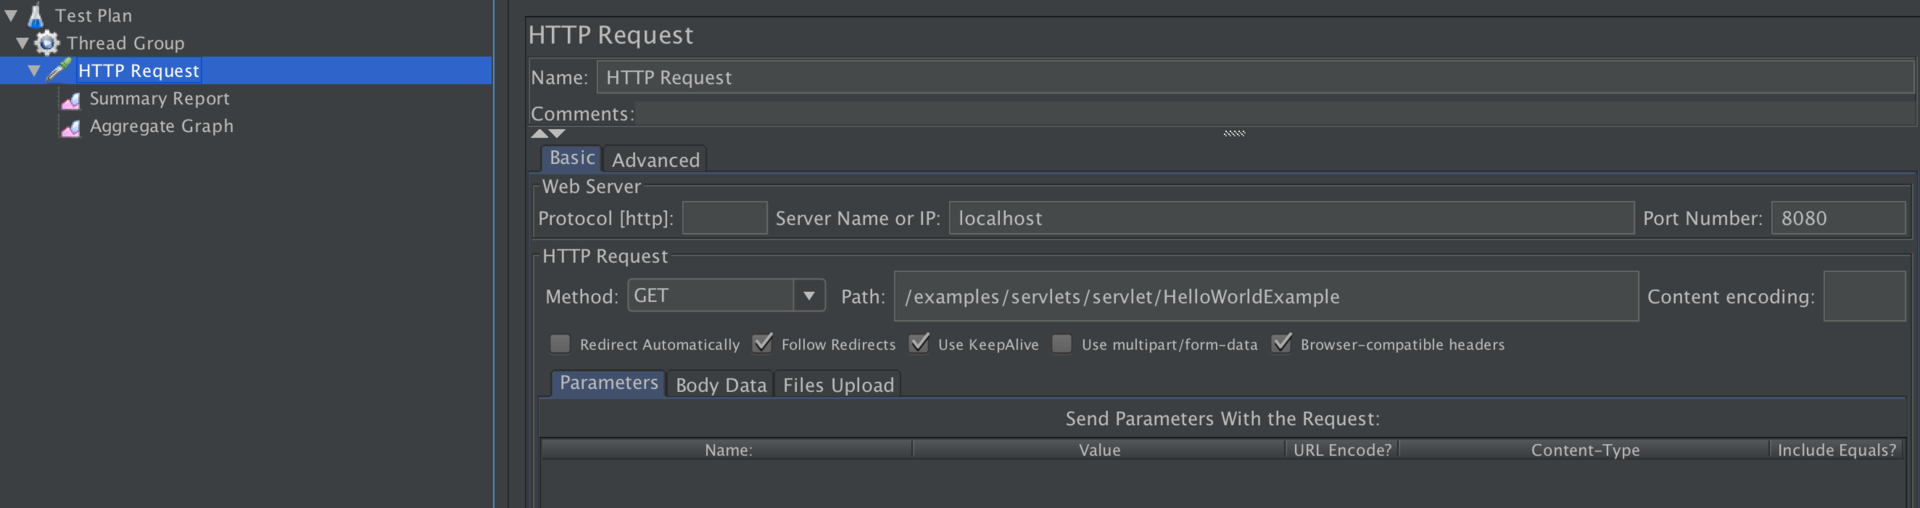 Test Plan
Thread Group
HTTP Request
Summary Report
Aggregate Graph
HTTP Request
Name: HTTP Request
Comments:
Basic Advanced
Web Server
Protocol [http]: Server Name or IP: localhost Port Number: 8080
HTTP Request
Method: GET Path: /examples/servlets/servlet/HelloWorldExample Content encoding:
Redirect Automatically Follow Redirects Use KeepAlive Use multipart/form-data Browser-compatible headers
Parameters Body Data Files Upload
Send Parameters With the Request:
Name: Value URL Encode? Content-Type Include Equals?